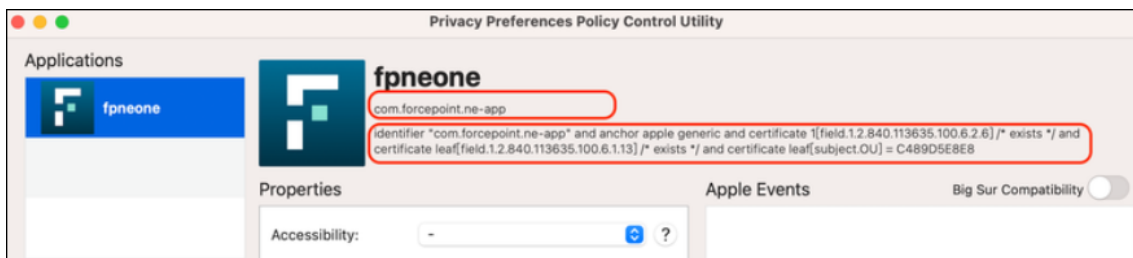 Privacy Preferences Policy Control Utility
Applications
fpneone
fpneone
com.forcepoint.ne-app
identifier "com.forcepoint.ne-app" and anchor apple generic and certificate 1[field.1.2.840.113635.100.6.2.6] /* exists */ and
certificate leaf[field.1.2.840.113635.100.6.1.13] /* exists */ and certificate leaf[subject.OU] = C489D5E8E8
Properties
Apple Events
Big Sur Compatibility
Accessibility:
-
?